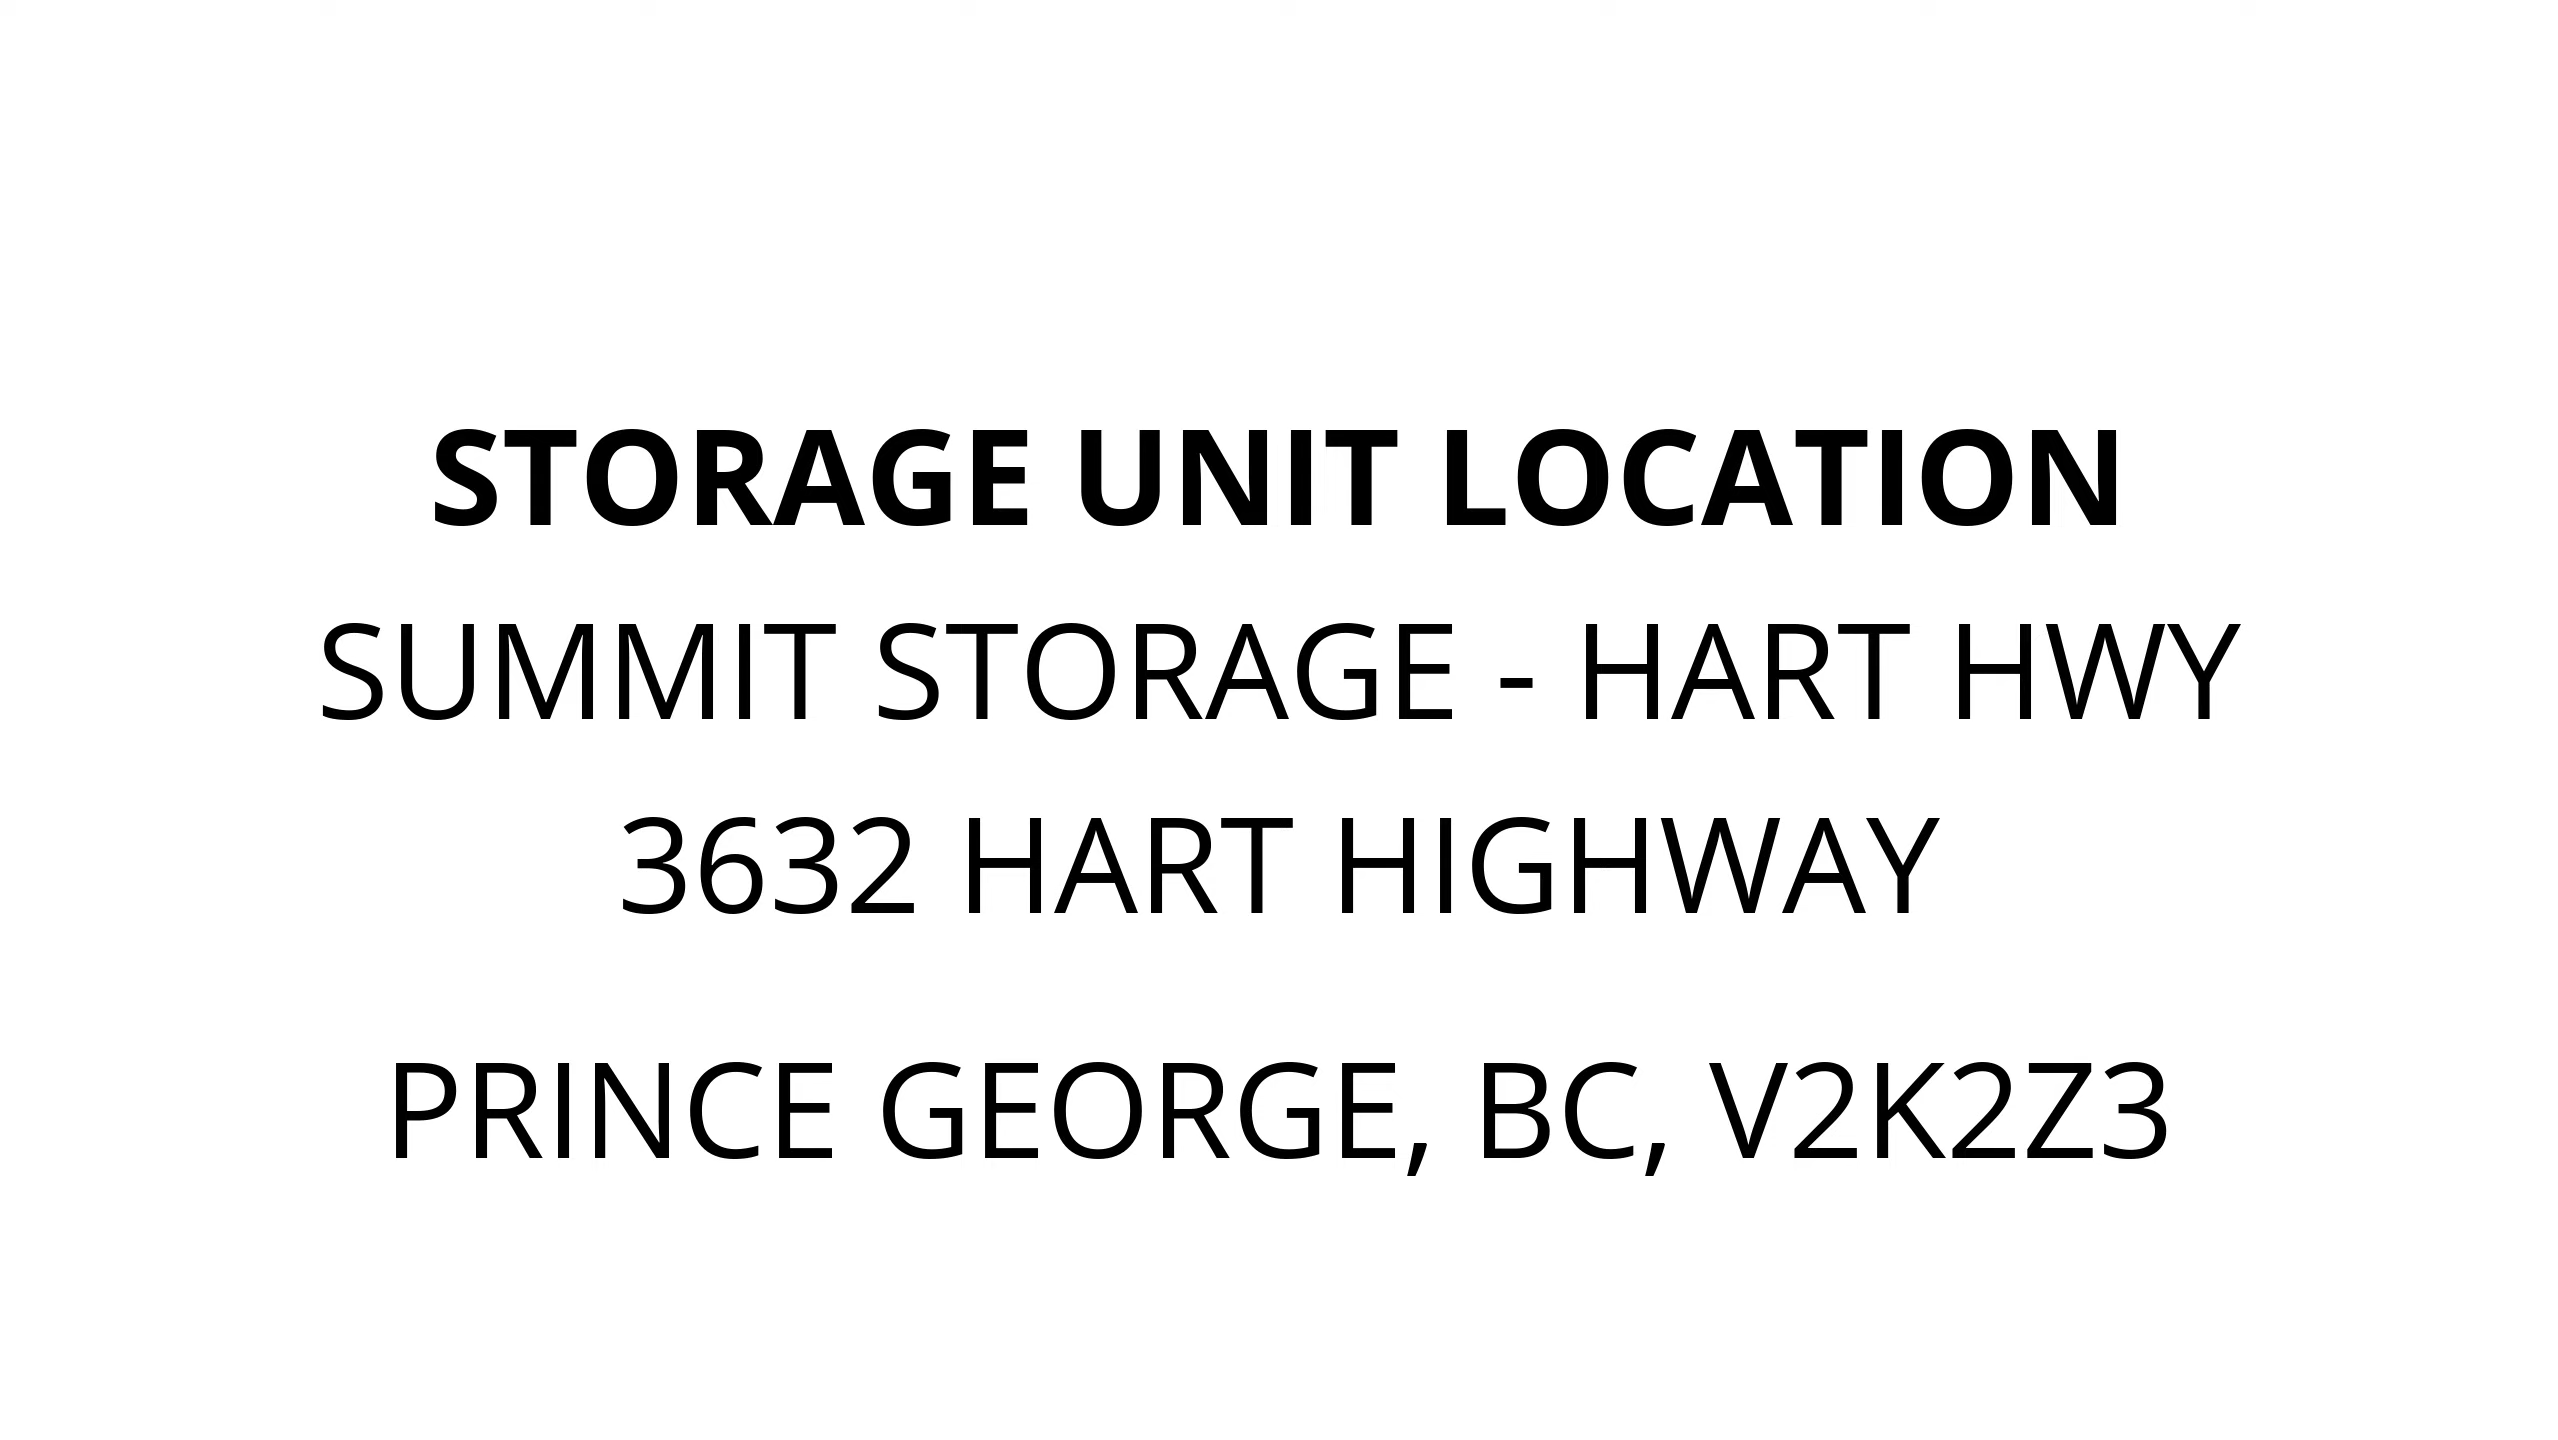 STORAGE UNIT LOCATION
SUMMIT STORAGE - HART HWY
3632 HART HIGHWAY
PRINCE GEORGE, BC, V2K2Z3